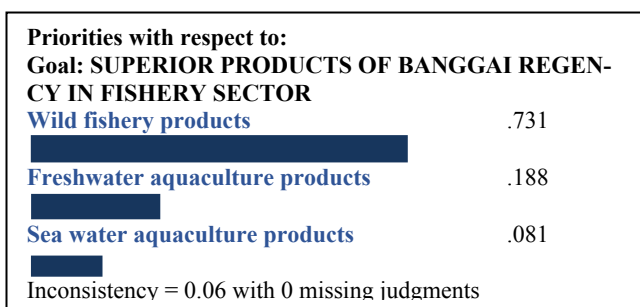 Priorities with respect to:
Goal: SUPERIOR PRODUCTS OF BANGGAI REGEN-
CY IN FISHERY SECTOR
Wild fishery products .731
Freshwater aquaculture products .188
Sea water aquaculture products .081
Inconsistency = 0.06 with 0 missing judgments